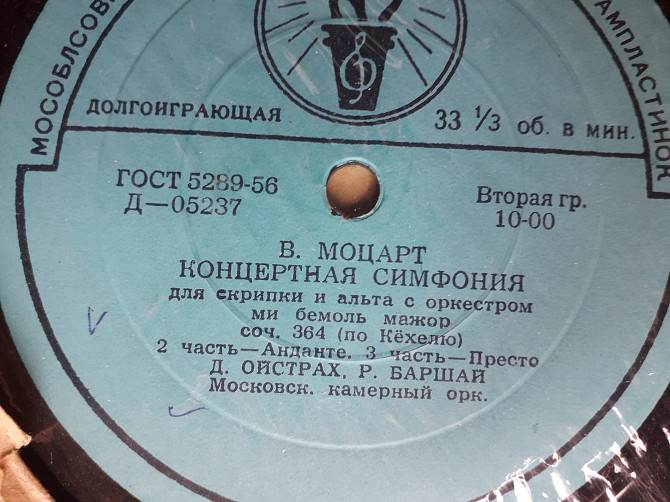 МОСОБЛСОВ
АМПЛАСТИНОК
ДОЛГОИГРАЮЩАЯ
33 1/3 об. в мин.
ГОСТ 5289-56
Д—05237
Вторая гр.
10-00
В. МОЦАРТ
КОНЦЕРТНАЯ СИМФОНИЯ
для скрипки и альта с оркестром
ми бемоль мажор
соч. 364 (по Кёхелю)
2 часть—Анданте. 3 часть—Престо
Д. ОЙСТРАХ, Р. БАРШАЙ
Московск. камерный орк.